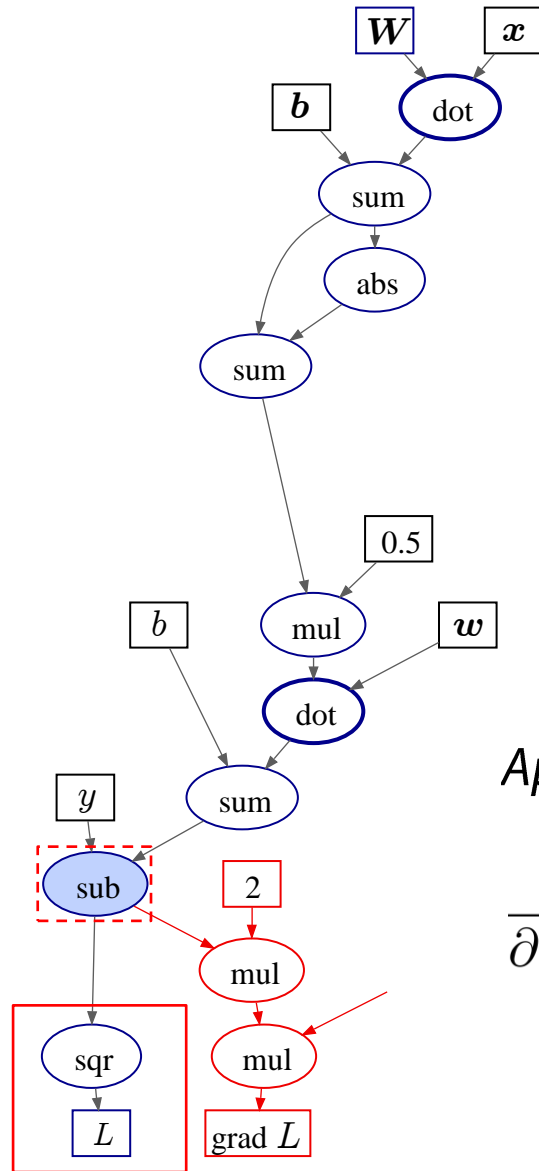 W x
dot
b
sum
abs
sum
0.5
mul
b w
dot
sum
y
sub 2
mul
sqr mul
L grad L
∂